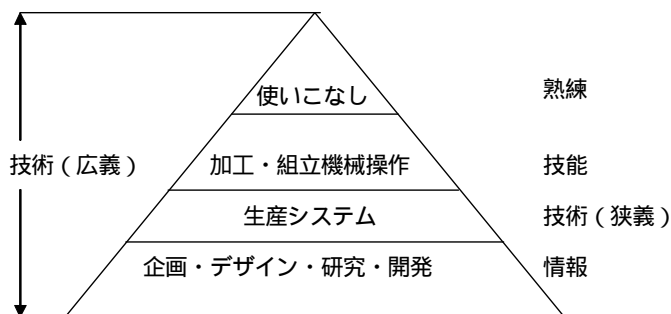 使いこなし 熟練
技術（広義） 加工・組立機械操作 技能
生産システム 技術（狭義）
企画・デザイン・研究・開発 情報